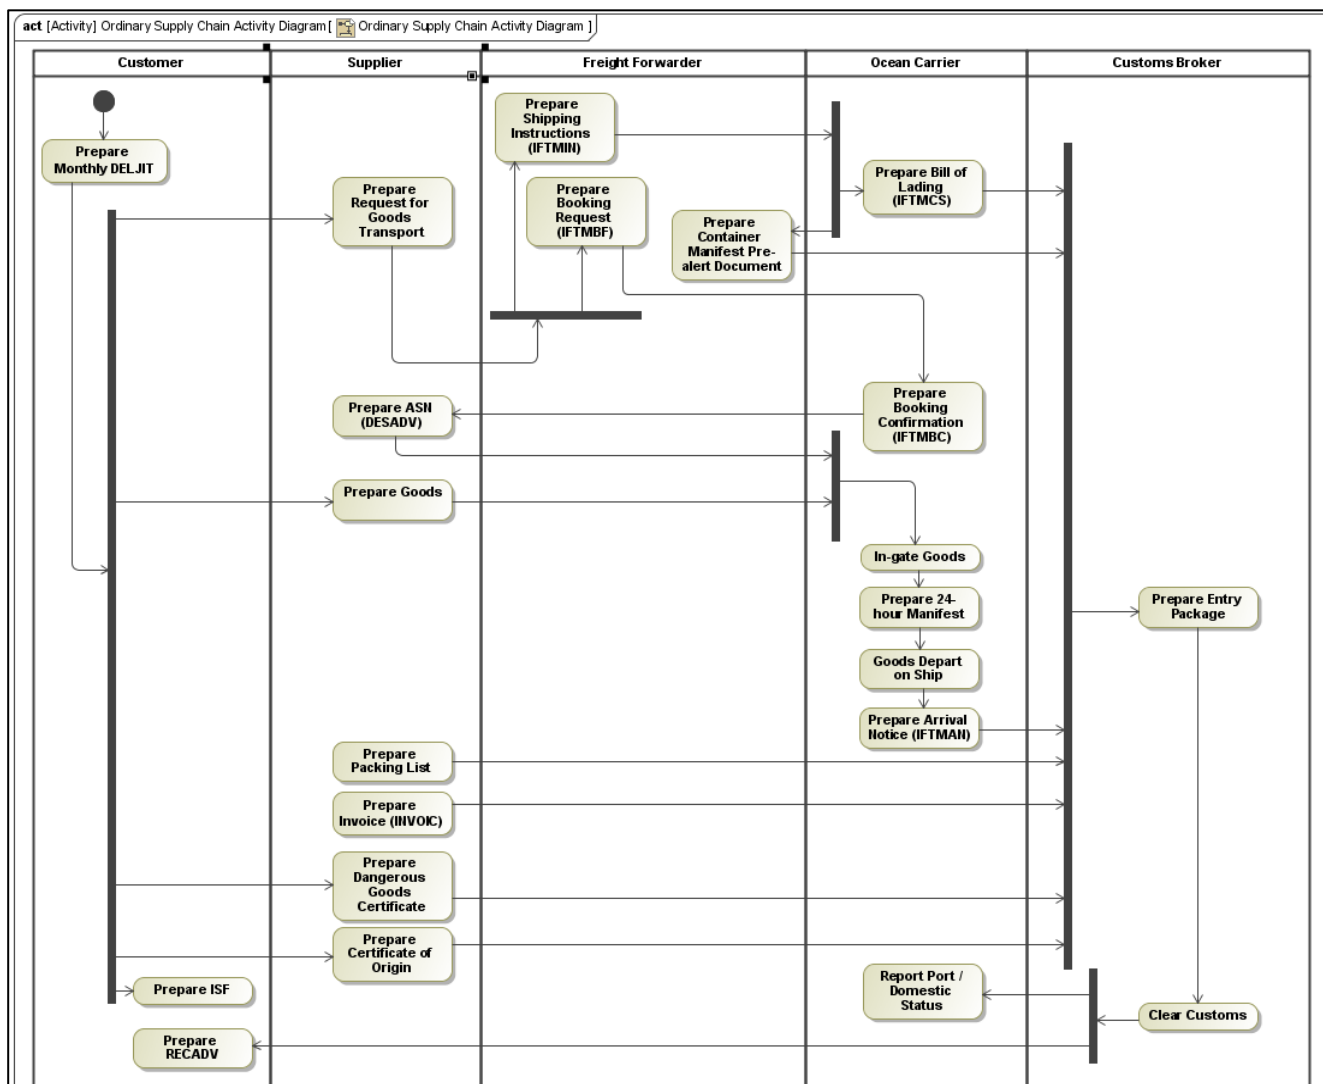 act [Activity] Ordinary Supply Chain Activity Diagram [ Ordinary Supply Chain Activity Diagram ]
Customer
Supplier
Freight Forwarder
Ocean Carrier
Customs Broker
Prepare
Monthly DELJIT
Prepare
Shipping
Instructions
(IFTMIN)
Prepare
Request for
Goods
Transport
Prepare
Booking
Request
(IFTMBF)
Prepare
Container
Manifest Pre-
alert Document
Prepare Bill of
Lading
(IFTMCS)
Prepare ASN
(DESADV)
Prepare
Booking
Confirmation
(IFTMBC)
Prepare Goods
In-gate Goods
Prepare 24-
hour Manifest
Prepare Entry
Package
Goods Depart
on Ship
Prepare Arrival
Notice (IFTMAN)
Prepare
Packing List
Prepare
Invoice (INVOIC)
Prepare
Dangerous
Goods
Certificate
Prepare
Certificate of
Origin
Prepare ISF
Report Port /
Domestic
Status
Clear Customs
Prepare
RECADV